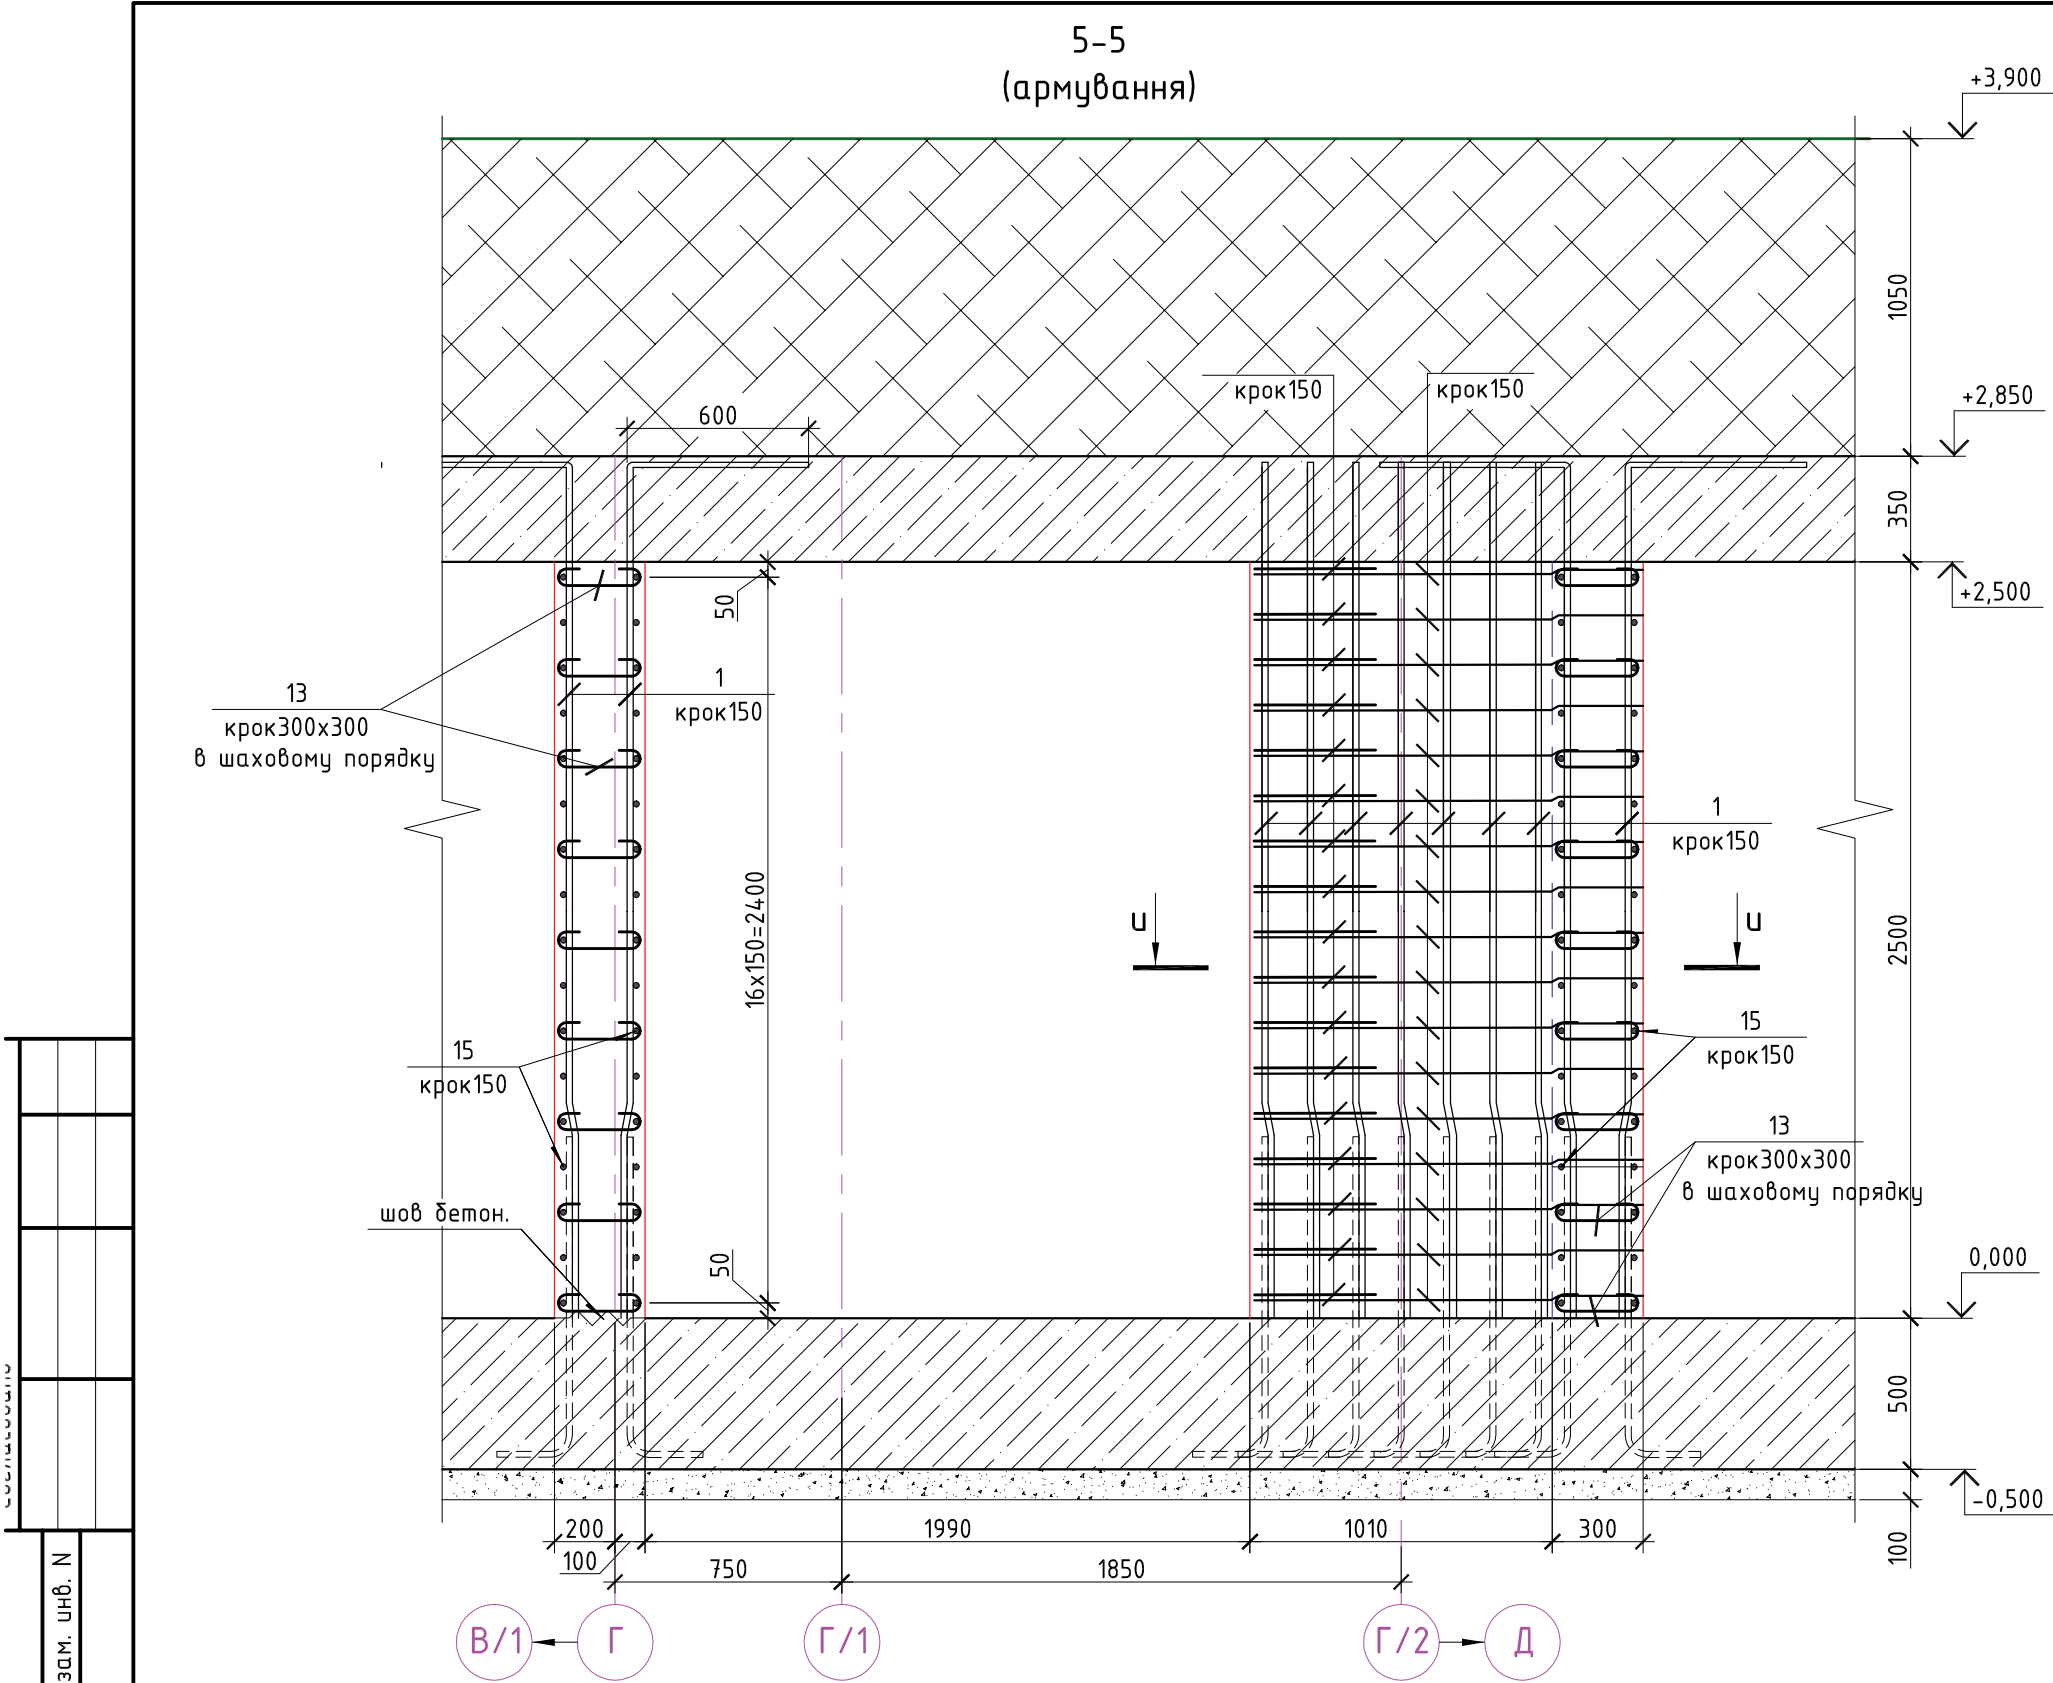 5-5
(армування)
+3,900
1050
крок150
крок150
+2,850
600
350
50
+2,500
13
крок300х300
в шаховому порядку
1
крок150
1
крок150
16х150=2400
и
и
2500
15
крок150
15
крок150
13
крок300х300
в шаховому порядку
шов бетон.
50
0,000
500
-0,500
200
1990
1010
300
100
100
750
1850
В/1
Г
Г/1
Г/2
Д
зам. инв. N